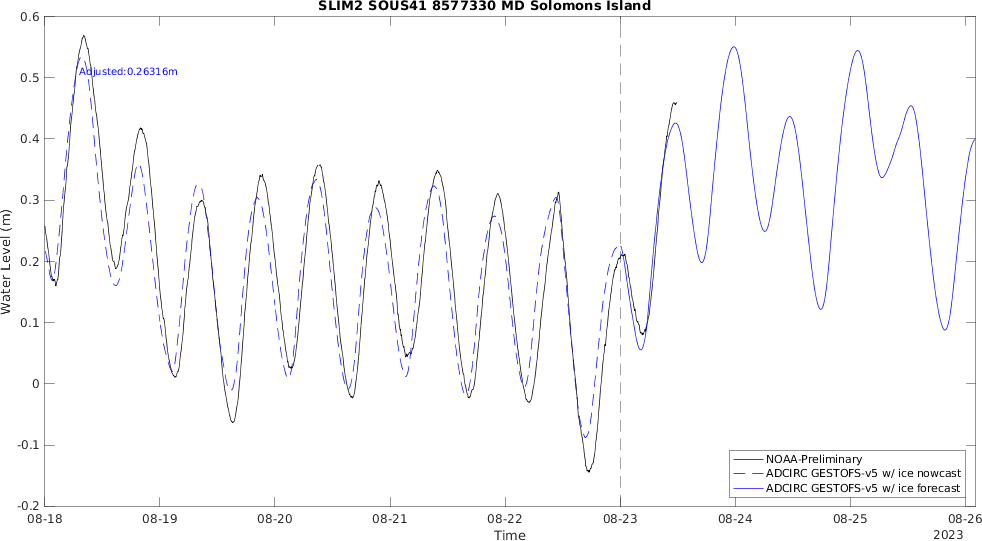 SLIM2 SOUS41 8577330 MD Solomons Island
0.6
0.5
0.4
0.3
0.2
0.1
0
-0.1
-0.2
Water Level (m)
Adjusted:0.26316m
NOAA-Preliminary
ADCIRC GESTOFS-v5 w/ ice nowcast
ADCIRC GESTOFS-v5 w/ ice forecast
08-18 08-19 08-20 08-21 08-22 08-23 08-24 08-25 08-26
Time
2023